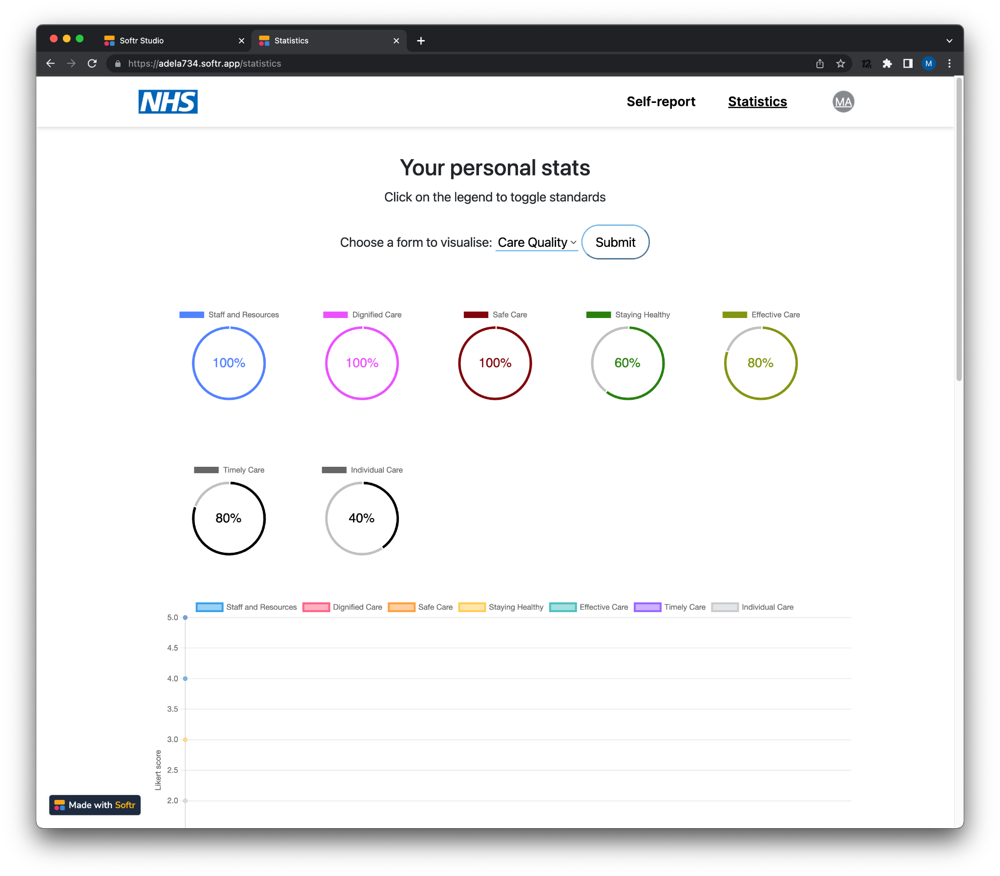 Softr Studio
Statistics
https://adela734.softr.app/statistics
12ft
M
NHS
Self-report
Statistics
MA
Your personal stats
Click on the legend to toggle standards
Choose a form to visualise: Care Quality Submit
Staff and Resources Dignified Care Safe Care Staying Healthy Effective Care
100% 100% 100% 60% 80%
Timely Care Individual Care
80% 40%
Staff and Resources Dignified Care Safe Care Staying Healthy Effective Care Timely Care Individual Care
5.0
4.5
4.0
3.5
3.0
2.5
2.0
Likert score
Made with Softr